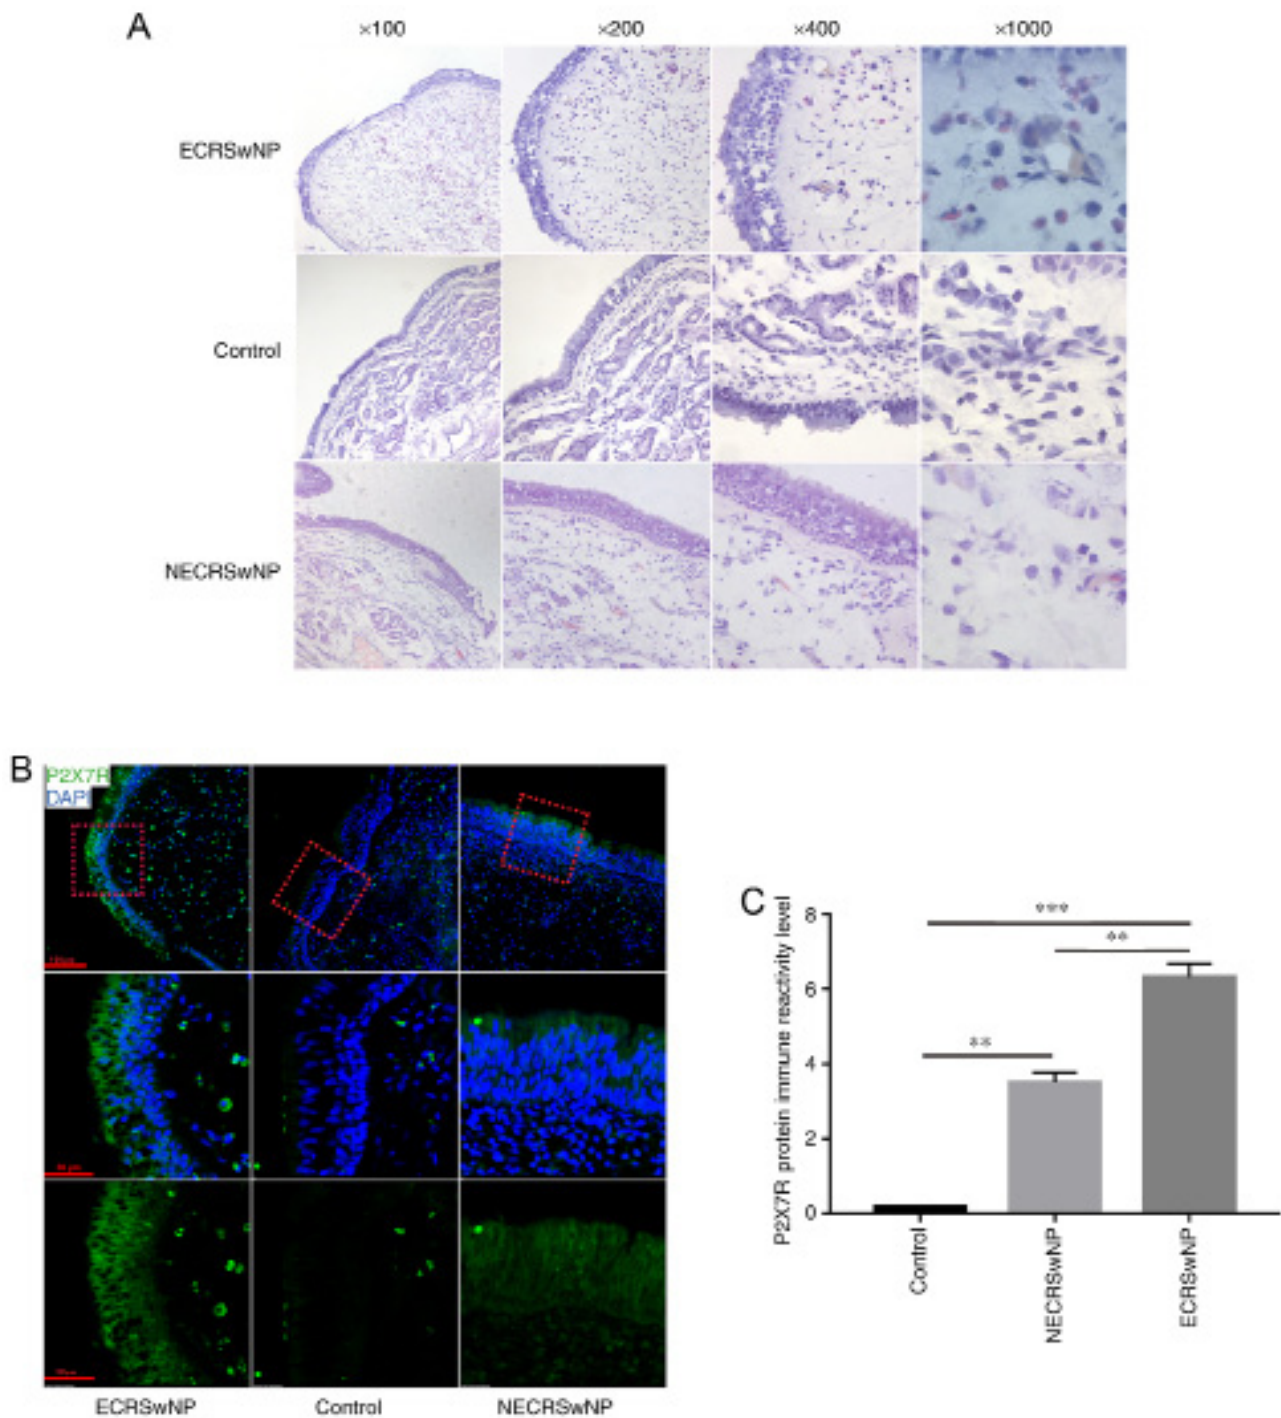 A
×100 ×200 ×400 ×1000
ECRSwNP
Control
NECRSwNP
B
P2X7R
DAPI
ECRSwNP Control NECRSwNP
C
P2X7R protein immune reactivity level
8
6
4
2
0
***
**
**
Control
NECRSwNP
ECRSwNP